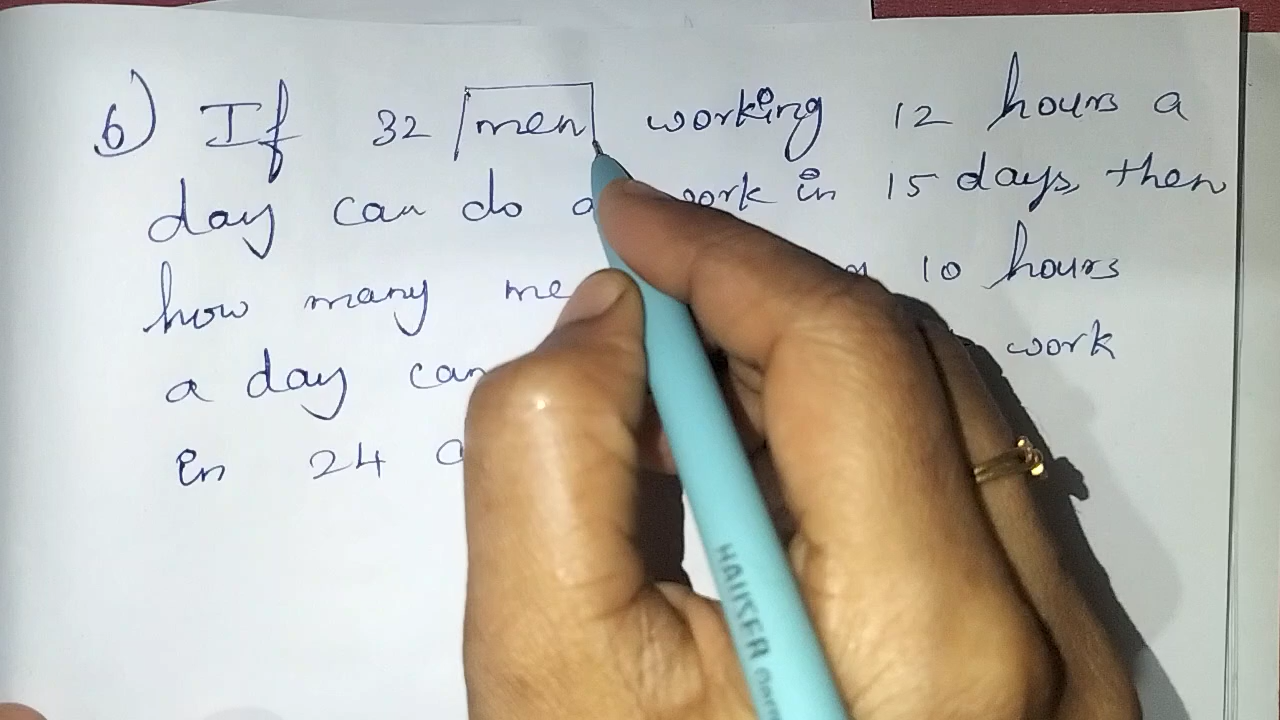 6) If 32 men working 12 hours a
day can do a work in 15 days, then
how many me 10 hours
a day can work
in 24
HAUSER